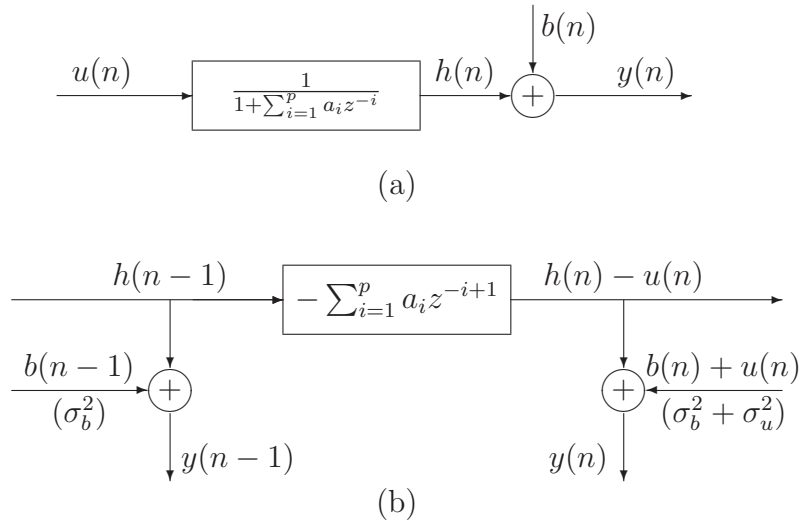 b(n)
u(n)
1
1+∑_{i=1}^{p} a_i z^{-i}
h(n)
+
y(n)
(a)
h(n − 1)
− ∑_{i=1}^{p} a_i z^{-i+1}
h(n) − u(n)
b(n−1)
(σ_b^2)
+
+
b(n) + u(n)
(σ_b^2 + σ_u^2)
y(n − 1)
y(n)
(b)